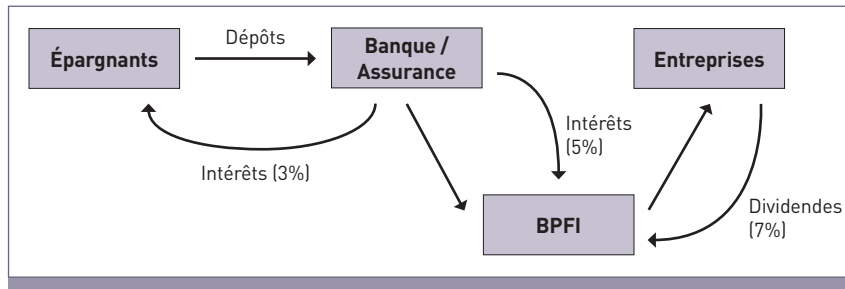 Épargnants
Dépôts
Banque /
Assurance
Entreprises
Intérêts (3%)
Intérêts
(5%)
BPFI
Dividendes
(7%)